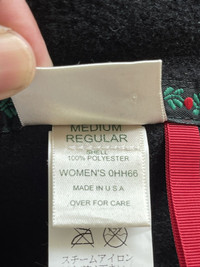 MEDIUM
REGULAR
SHELL
100% POLYESTER
WOMEN'S 0HH66
MADE IN U.S.A
OVER FOR CARE
スチームアイロン